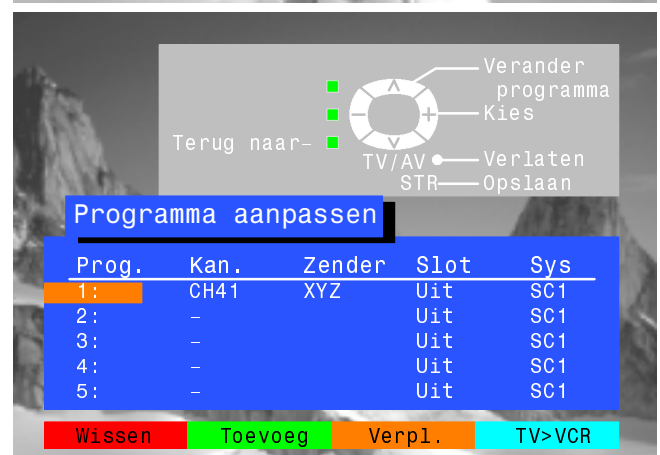 Verander
programma
Kies
Terug naar–
TV/AV Verlaten
STR Opslaan
Programma aanpassen
Prog. Kan. Zender Slot Sys
1: CH41 XYZ Uit SC1
2: – Uit SC1
3: – Uit SC1
4: – Uit SC1
5: – Uit SC1
Wissen Toevoeg Verpl. TV>VCR